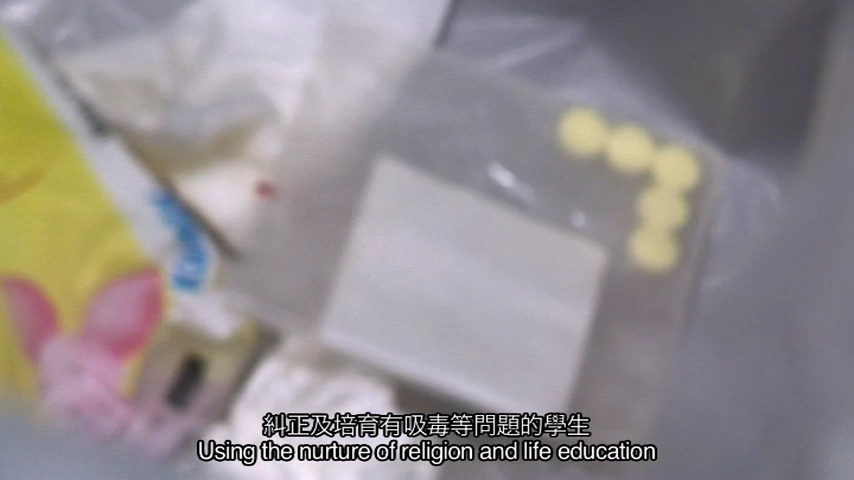 糾正及培育有吸毒等問題的學生
Using the nurture of religion and life education